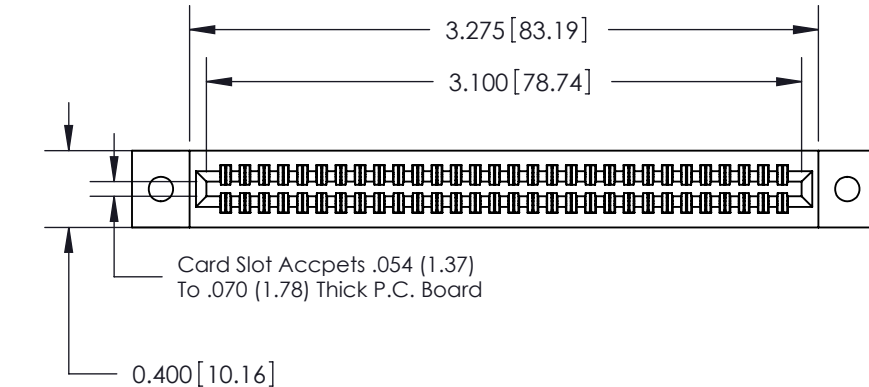 3.275[83.19]
3.100[78.74]
Card Slot Accpets .054 (1.37)
To .070 (1.78) Thick P.C. Board
0.400[10.16]